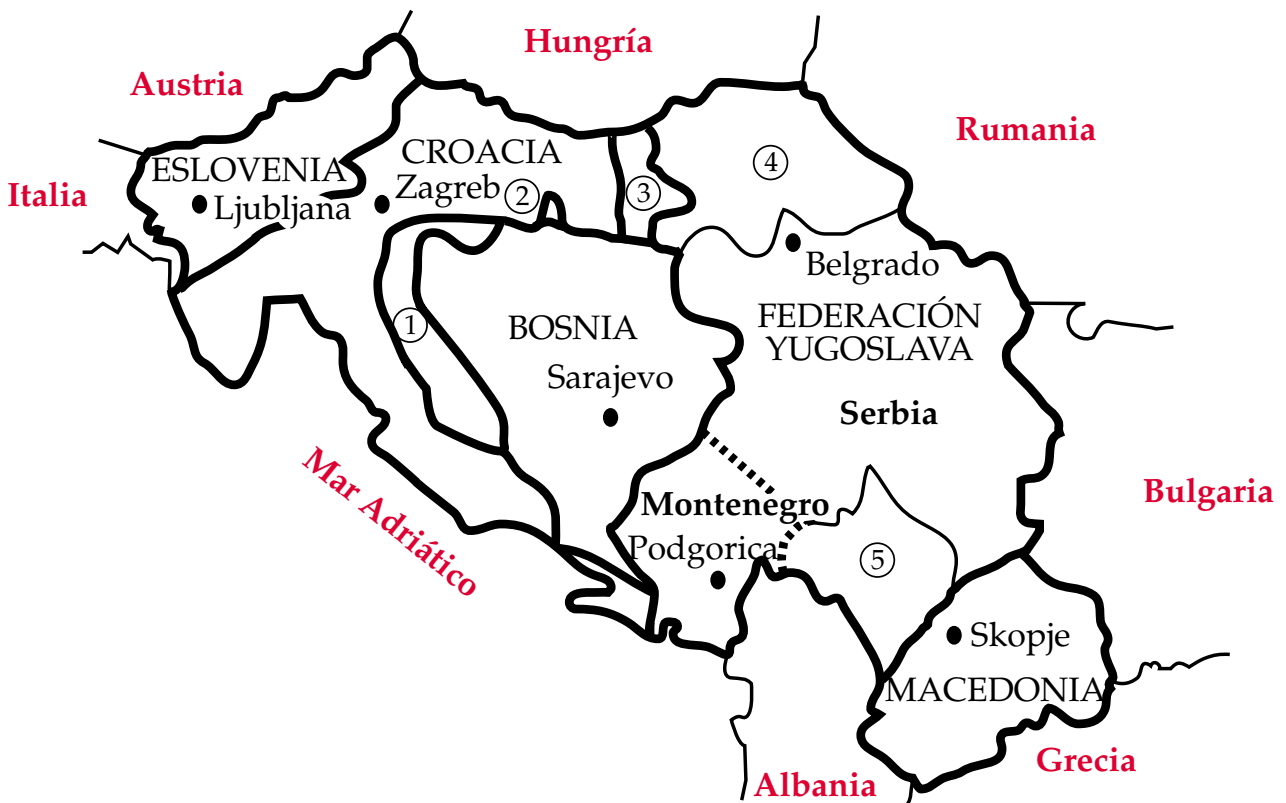 Hungría
Austria
Rumania
Italia
ESLOVENIA
Ljubljana
CROACIA
Zagreb
2
3
4
Belgrado
FEDERACIÓN
YUGOSLAVA
1
BOSNIA
Sarajevo
Serbia
Mar Adriático
Montenegro
Podgorica
5
Bulgaria
Skopje
MACEDONIA
Grecia
Albania